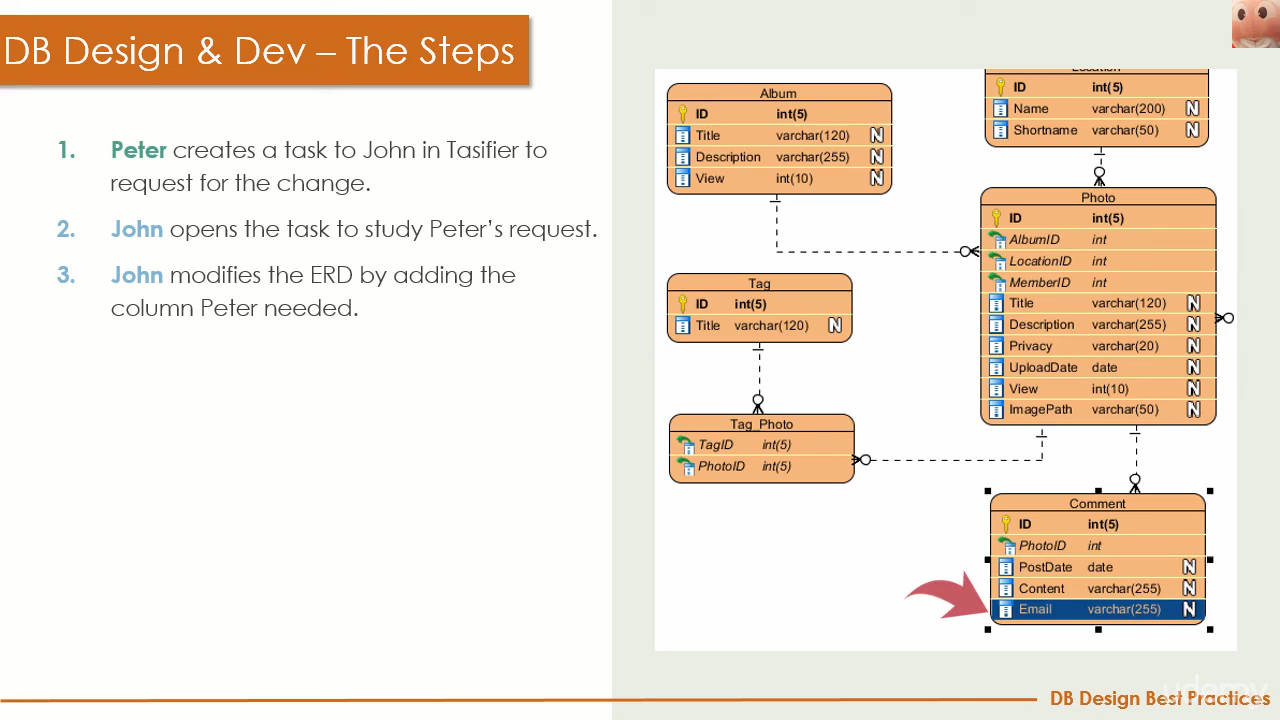 DB Design & Dev – The Steps
1. Peter creates a task to John in Tasifier to
request for the change.
2. John opens the task to study Peter's request.
3. John modifies the ERD by adding the
column Peter needed.
Album
ID int(5)
Title varchar(120) N
Description varchar(255) N
View int(10) N
Location
ID int(5)
Name varchar(200) N
Shortname varchar(50) N
Photo
ID int(5)
AlbumID int
LocationID int
MemberID int
Title varchar(120) N
Description varchar(255) N
Privacy varchar(20) N
UploadDate date N
View int(10) N
ImagePath varchar(50) N
Tag
ID int(5)
Title varchar(120) N
Tag_Photo
TagID int(5)
PhotoID int(5)
Comment
ID int(5)
PhotoID int
PostDate date N
Content varchar(255) N
Email varchar(255) N
udemy
DB Design Best Practices